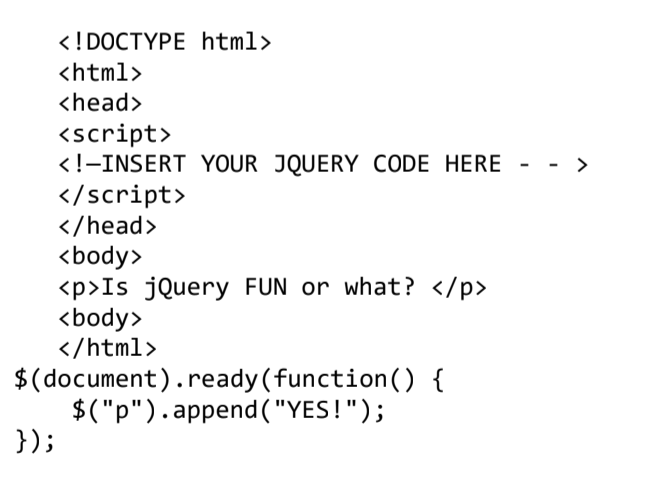 <!DOCTYPE html>
<html>
<head>
<script>
<!—INSERT YOUR JQUERY CODE HERE - - >
</script>
</head>
<body>
<p>Is jQuery FUN or what? </p>
<body>
</html>
$(document).ready(function() {
    $("p").append("YES!");
});